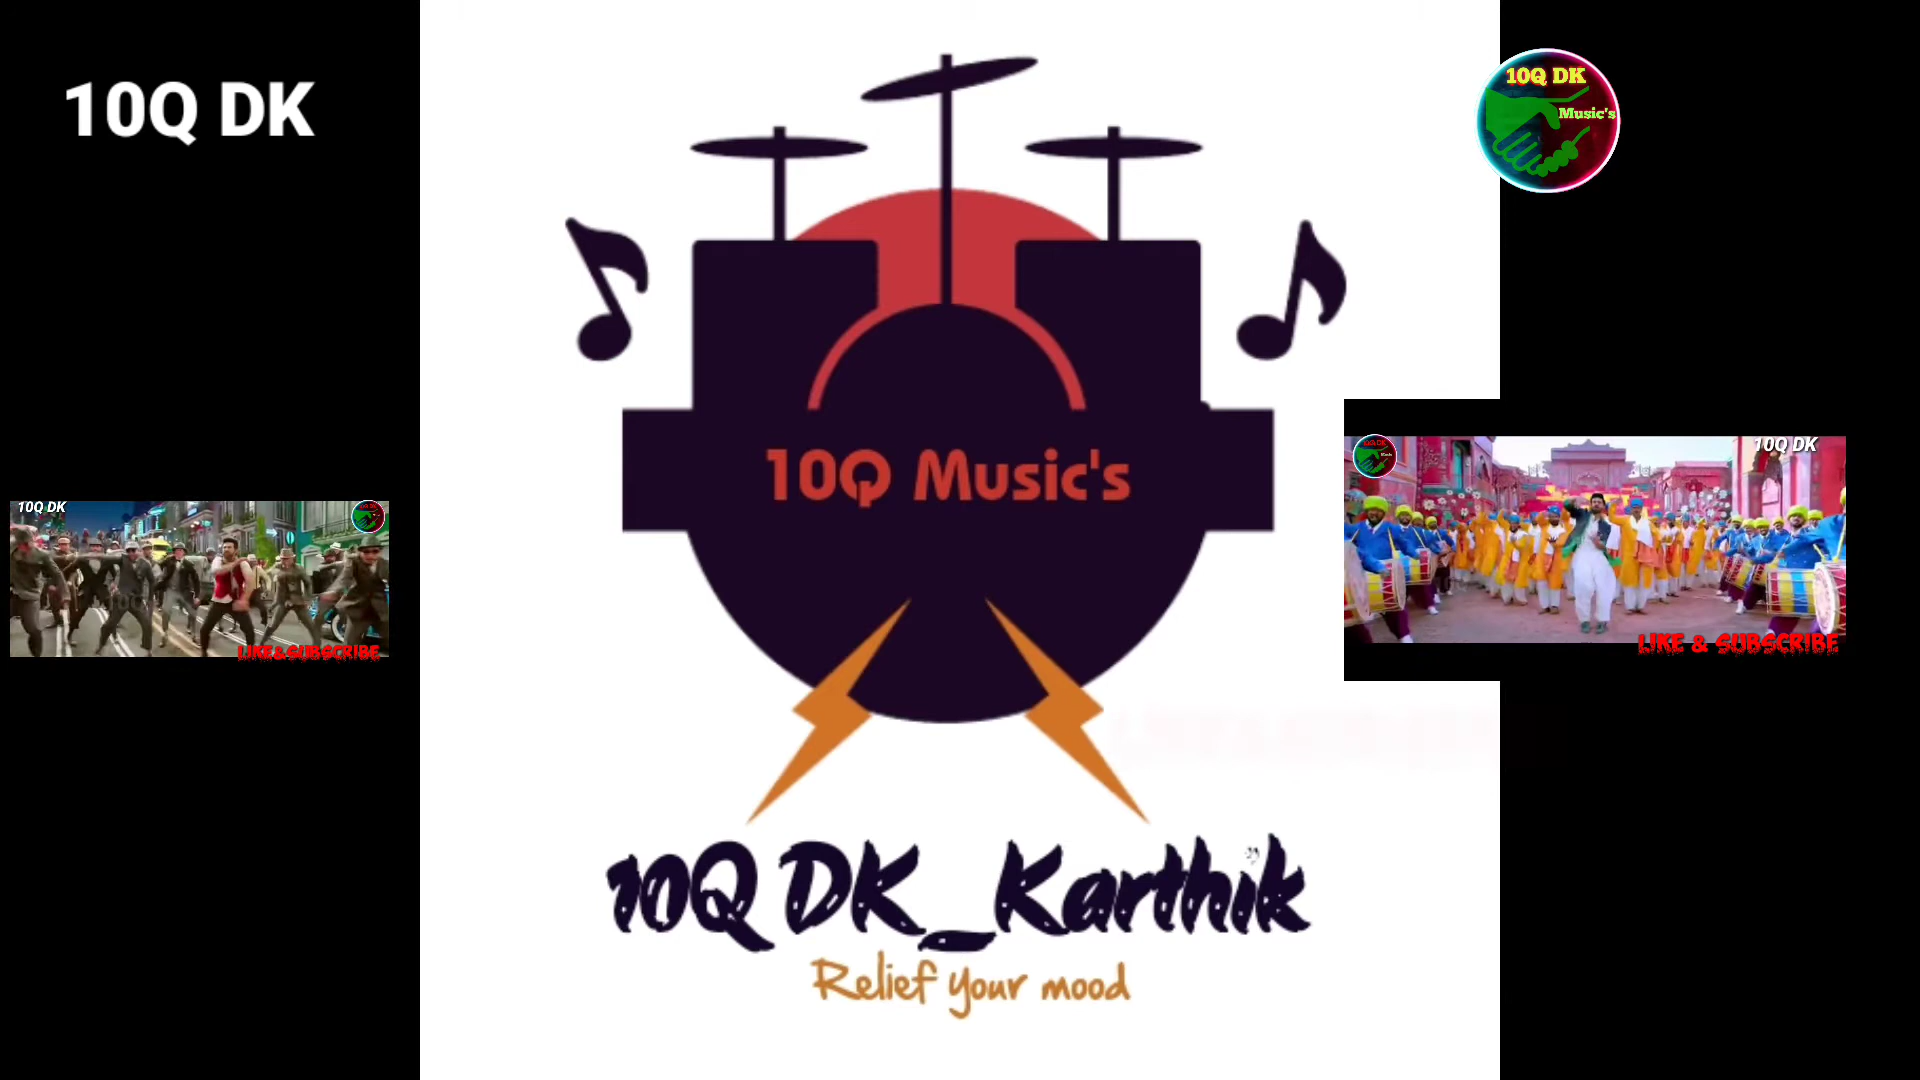 10Q DK
10Q DK
Music's
10Q Music's
10Q DK
LIKE & SUBSCRIBE
10Q DK
LIKE&SUBSCRIBE
10Q DK_Karthik
Relief your mood